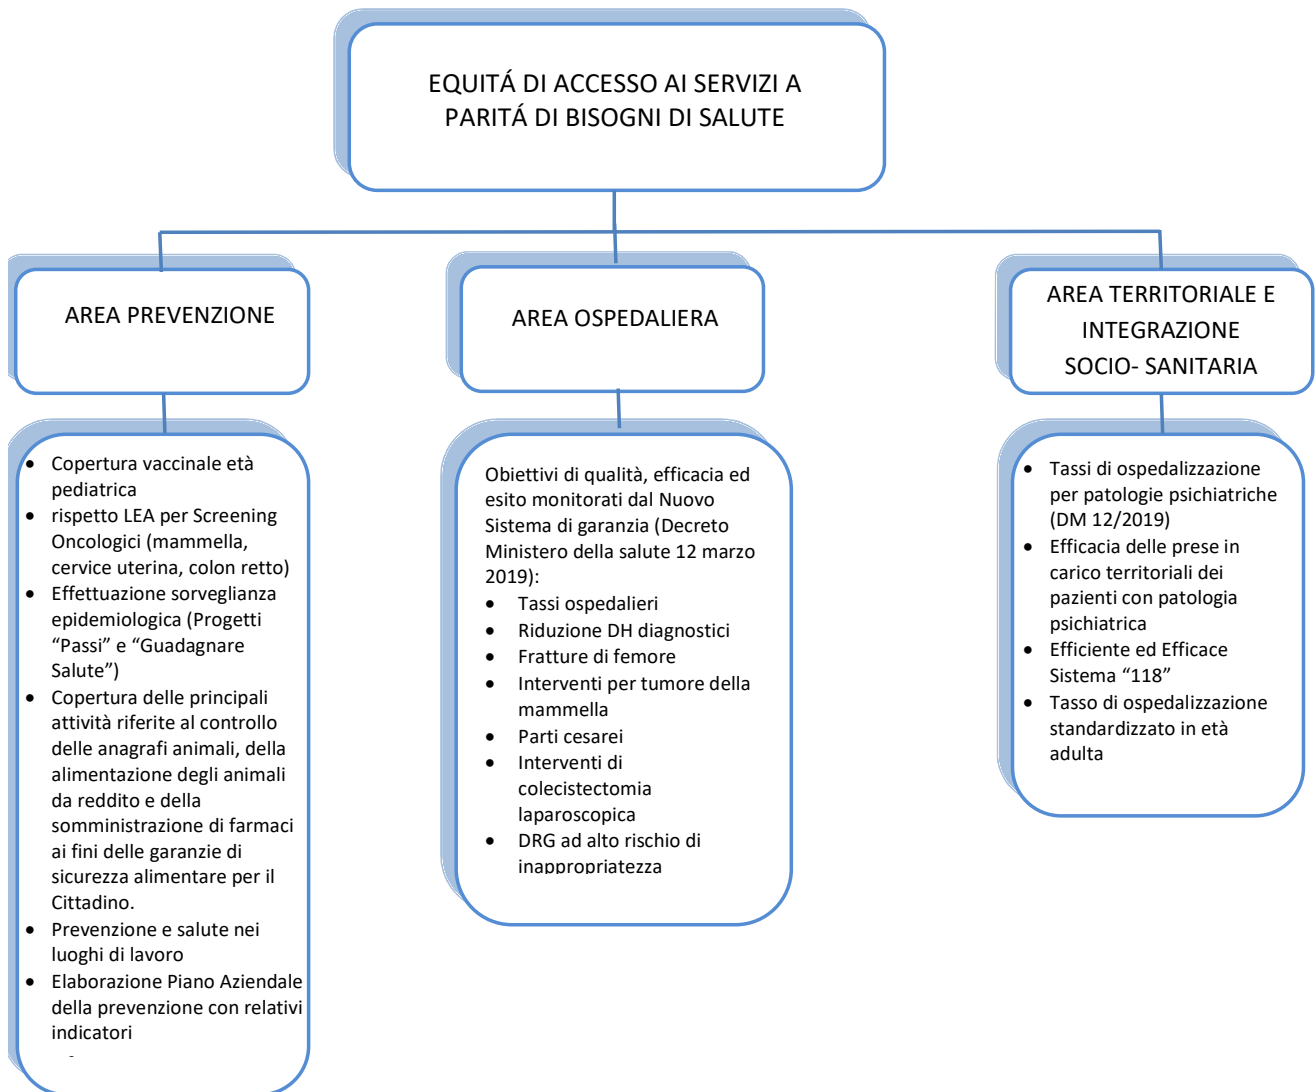 EQUITÁ DI ACCESSO AI SERVIZI A
PARITÁ DI BISOGNI DI SALUTE
AREA PREVENZIONE
AREA OSPEDALIERA
AREA TERRITORIALE E
INTEGRAZIONE
SOCIO- SANITARIA
• Copertura vaccinale età
pediatrica
• rispetto LEA per Screening
Oncologici (mammella,
cervice uterina, colon retto)
• Effettuazione sorveglianza
epidemiologica (Progetti
“Passi” e “Guadagnare
Salute”)
• Copertura delle principali
attività riferite al controllo
delle anagrafi animali, della
alimentazione degli animali
da reddito e della
somministrazione di farmaci
ai fini delle garanzie di
sicurezza alimentare per il
Cittadino.
• Prevenzione e salute nei
luoghi di lavoro
• Elaborazione Piano Aziendale
della prevenzione con relativi
indicatori
Obiettivi di qualità, efficacia ed
esito monitorati dal Nuovo
Sistema di garanzia (Decreto
Ministero della salute 12 marzo
2019):
• Tassi ospedalieri
• Riduzione DH diagnostici
• Fratture di femore
• Interventi per tumore della
mammella
• Parti cesarei
• Interventi di
colecistectomia
laparoscopica
• DRG ad alto rischio di
inappropriatezza
• Tassi di ospedalizzazione
per patologie psichiatriche
(DM 12/2019)
• Efficacia delle prese in
carico territoriali dei
pazienti con patologia
psichiatrica
• Efficiente ed Efficace
Sistema “118”
• Tasso di ospedalizzazione
standardizzato in età
adulta